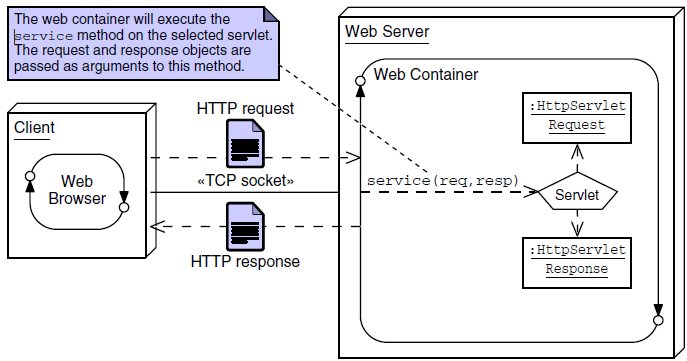 The web container will execute the
service method on the selected servlet.
The request and response objects are
passed as arguments to this method.
Web Server
Web Container
Client
HTTP request
:HttpServlet
Request
Web
Browser
«TCP socket»
service(req,resp)
Servlet
HTTP response
:HttpServlet
Response